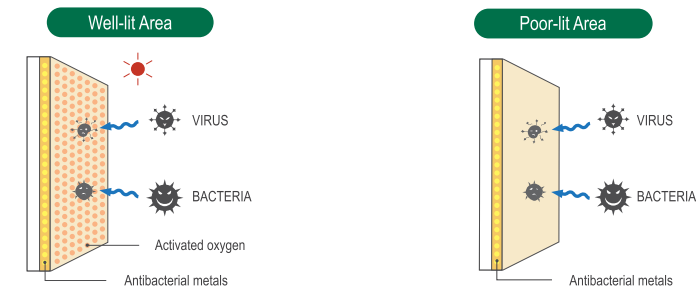 Well-lit Area
Poor-lit Area
VIRUS
BACTERIA
Activated oxygen
Antibacterial metals
VIRUS
BACTERIA
Antibacterial metals